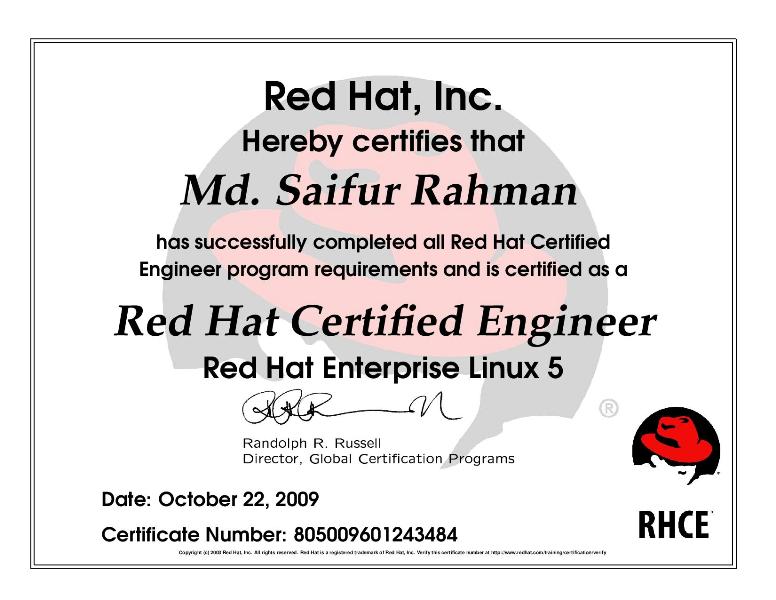 Red Hat, Inc.
Hereby certifies that
Md. Saifur Rahman
has successfully completed all Red Hat Certified
Engineer program requirements and is certified as a
Red Hat Certified Engineer
Red Hat Enterprise Linux 5
®
Randolph R. Russell
Director, Global Certification Programs
Date: October 22, 2009
Certificate Number: 805009601243484
RHCE
Copyright (c) 2003 Red Hat, Inc. All rights reserved. Red Hat is a registered trademark of Red Hat, Inc. Verify this certificate number at http://www.redhat.com/training/certification/verify